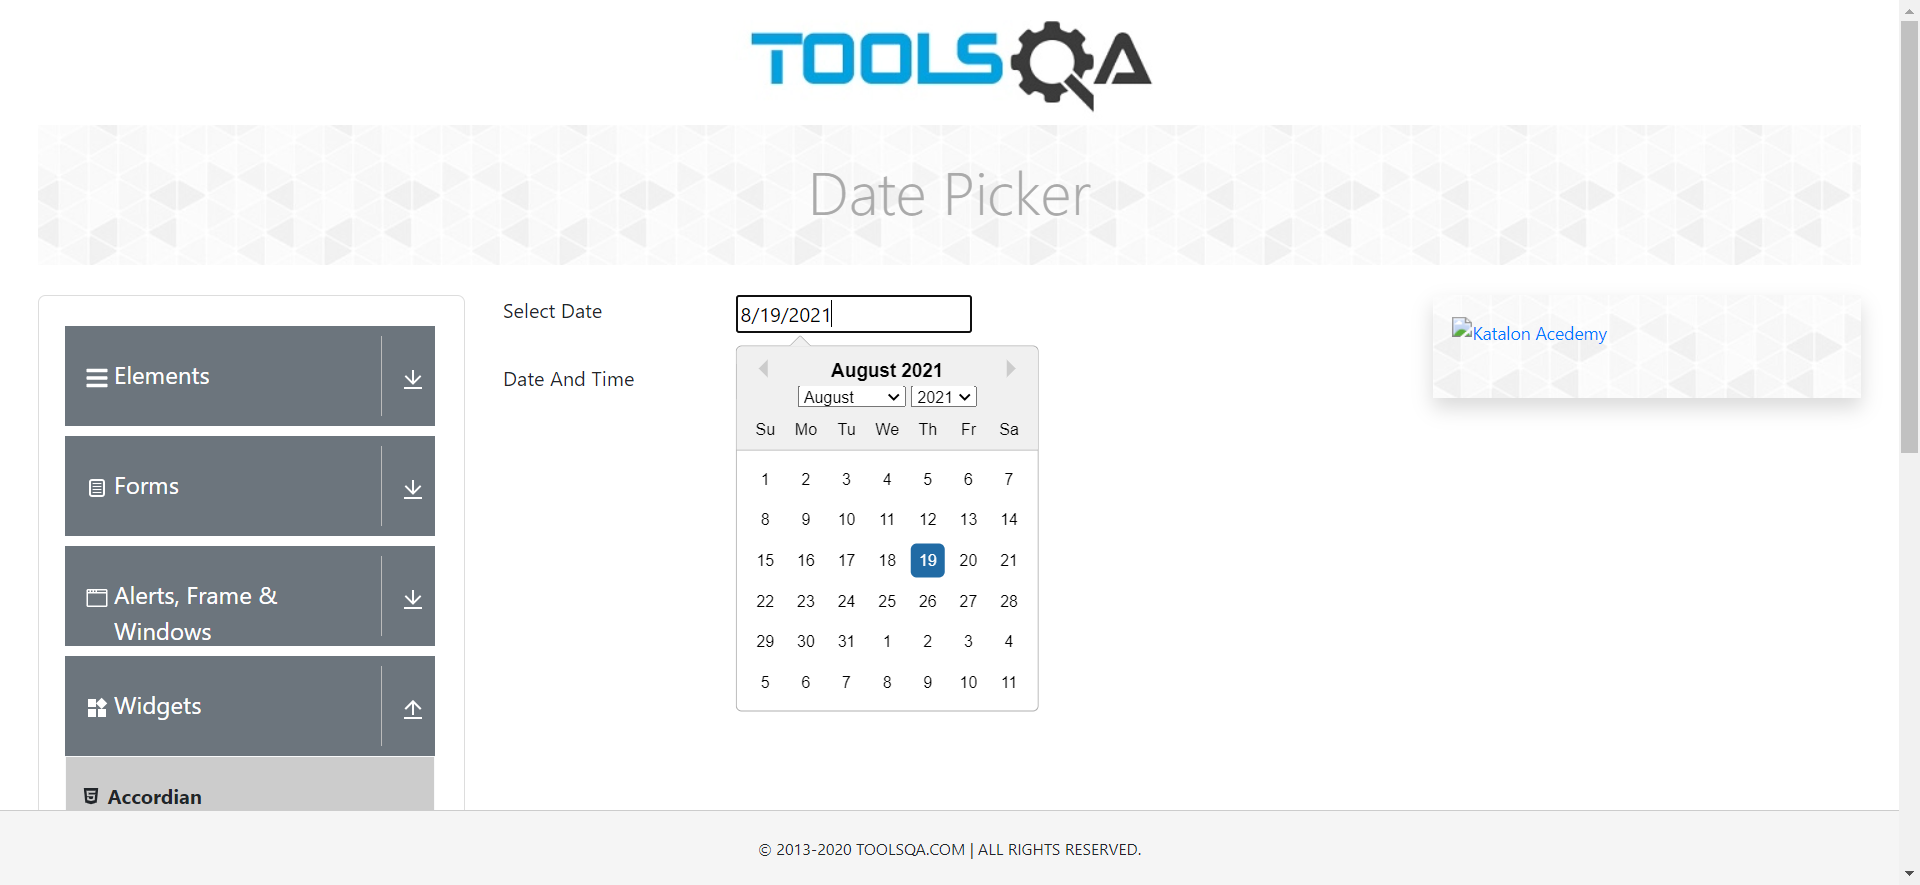 TOOLSQA
Date Picker
Elements
Forms
Alerts, Frame &
Windows
Widgets
Accordian
Select Date
8/19/2021
Date And Time
August 2021
August 2021
Su Mo Tu We Th Fr Sa
1 2 3 4 5 6 7
8 9 10 11 12 13 14
15 16 17 18 19 20 21
22 23 24 25 26 27 28
29 30 31 1 2 3 4
5 6 7 8 9 10 11
Katalon Acedemy
© 2013-2020 TOOLSQA.COM | ALL RIGHTS RESERVED.